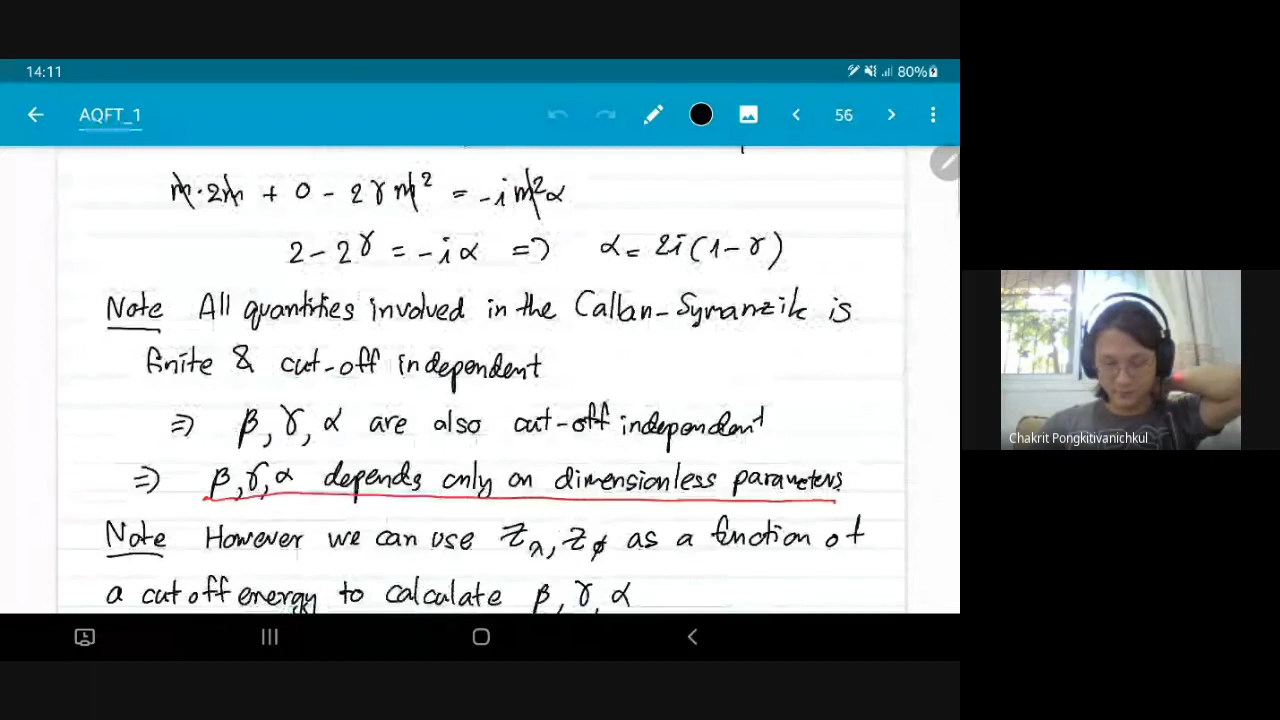 14:11
80%
AQFT_1
56
m·2m + 0 - 2γm² = -im²α
2 - 2γ = -iα ⇒ α = 2i(1-γ)
Note All quantities involved in the Callan-Symanzik is
finite & cut-off independent
⇒ β, γ, α are also cut-off independent
⇒ β, γ, α depends only on dimensionless parameters
Note However we can use Z_λ, Z_φ as a function of
a cutoff energy to calculate β, γ, α
Chakrit Pongkitivanichkul